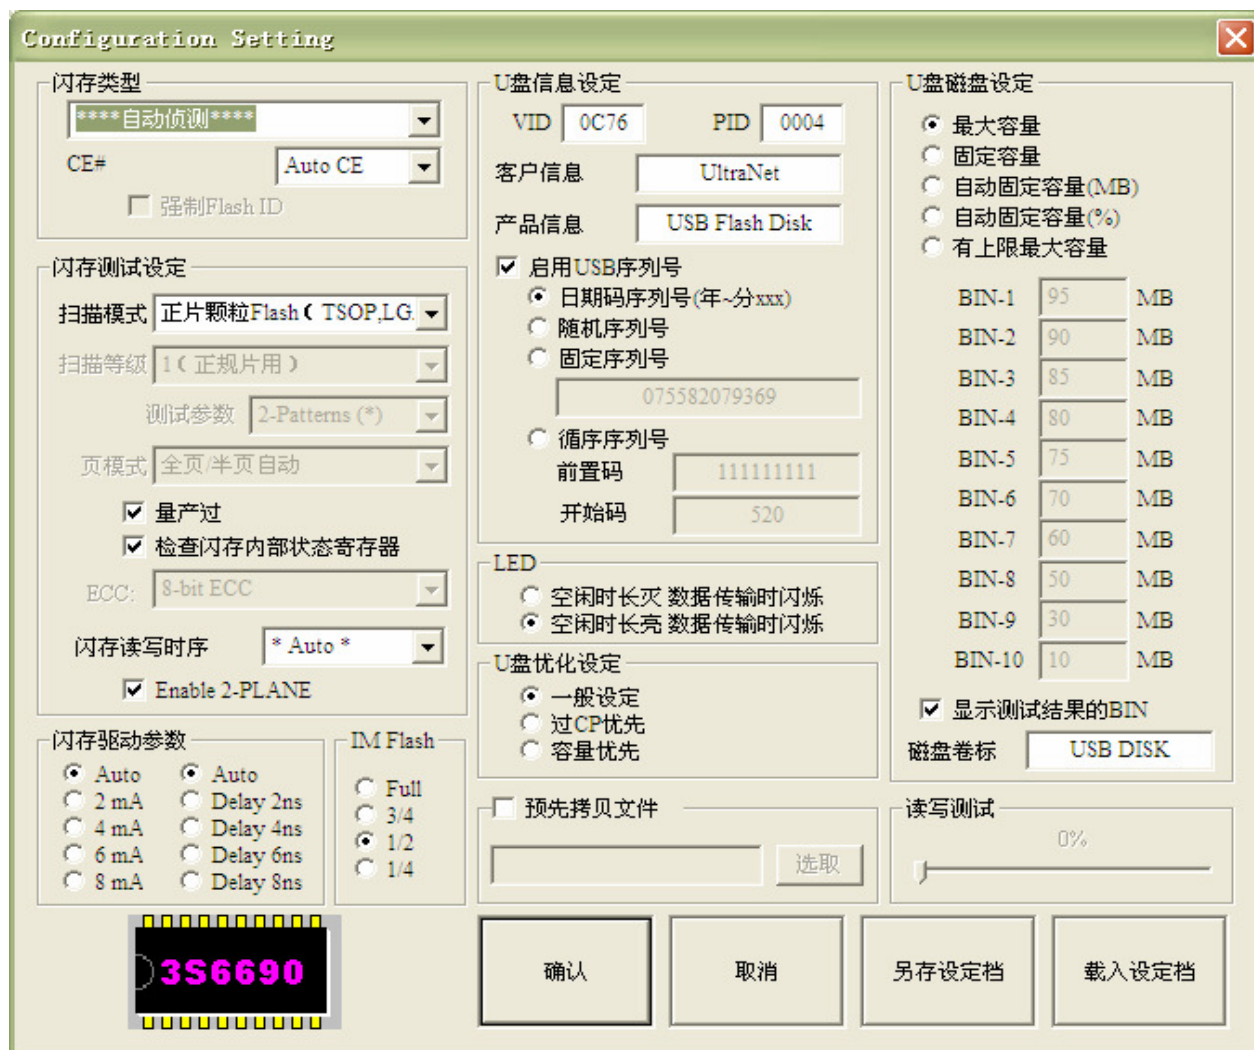 Configuration Setting
闪存类型
****自动侦测****
CE# Auto CE
强制Flash ID
闪存测试设定
扫描模式 正片颗粒Flash( TSOP,LG.
扫描等级 1(正规片用)
测试参数 2-Patterns (*)
页模式 全页/半页自动
量产过
检查闪存内部状态寄存器
ECC: 8-bit ECC
闪存读写时序 * Auto *
Enable 2-PLANE
闪存驱动参数
Auto Auto
2 mA Delay 2ns
4 mA Delay 4ns
6 mA Delay 6ns
8 mA Delay 8ns
IM Flash
Full
3/4
1/2
1/4
3S6690
U盘信息设定
VID 0C76 PID 0004
客户信息 UltraNet
产品信息 USB Flash Disk
启用USB序列号
日期码序列号(年~分xxx)
随机序列号
固定序列号
075582079369
循序序列号
前置码 111111111
开始码 520
LED
空闲时长灭 数据传输时闪烁
空闲时长亮 数据传输时闪烁
U盘优化设定
一般设定
过CP优先
容量优先
预先拷贝文件
选取
U盘磁盘设定
最大容量
固定容量
自动固定容量(MB)
自动固定容量(%)
有上限最大容量
BIN-1 95 MB
BIN-2 90 MB
BIN-3 85 MB
BIN-4 80 MB
BIN-5 75 MB
BIN-6 70 MB
BIN-7 60 MB
BIN-8 50 MB
BIN-9 30 MB
BIN-10 10 MB
显示测试结果的BIN
磁盘卷标 USB DISK
读写测试
0%
确认 取消 另存设定档 载入设定档